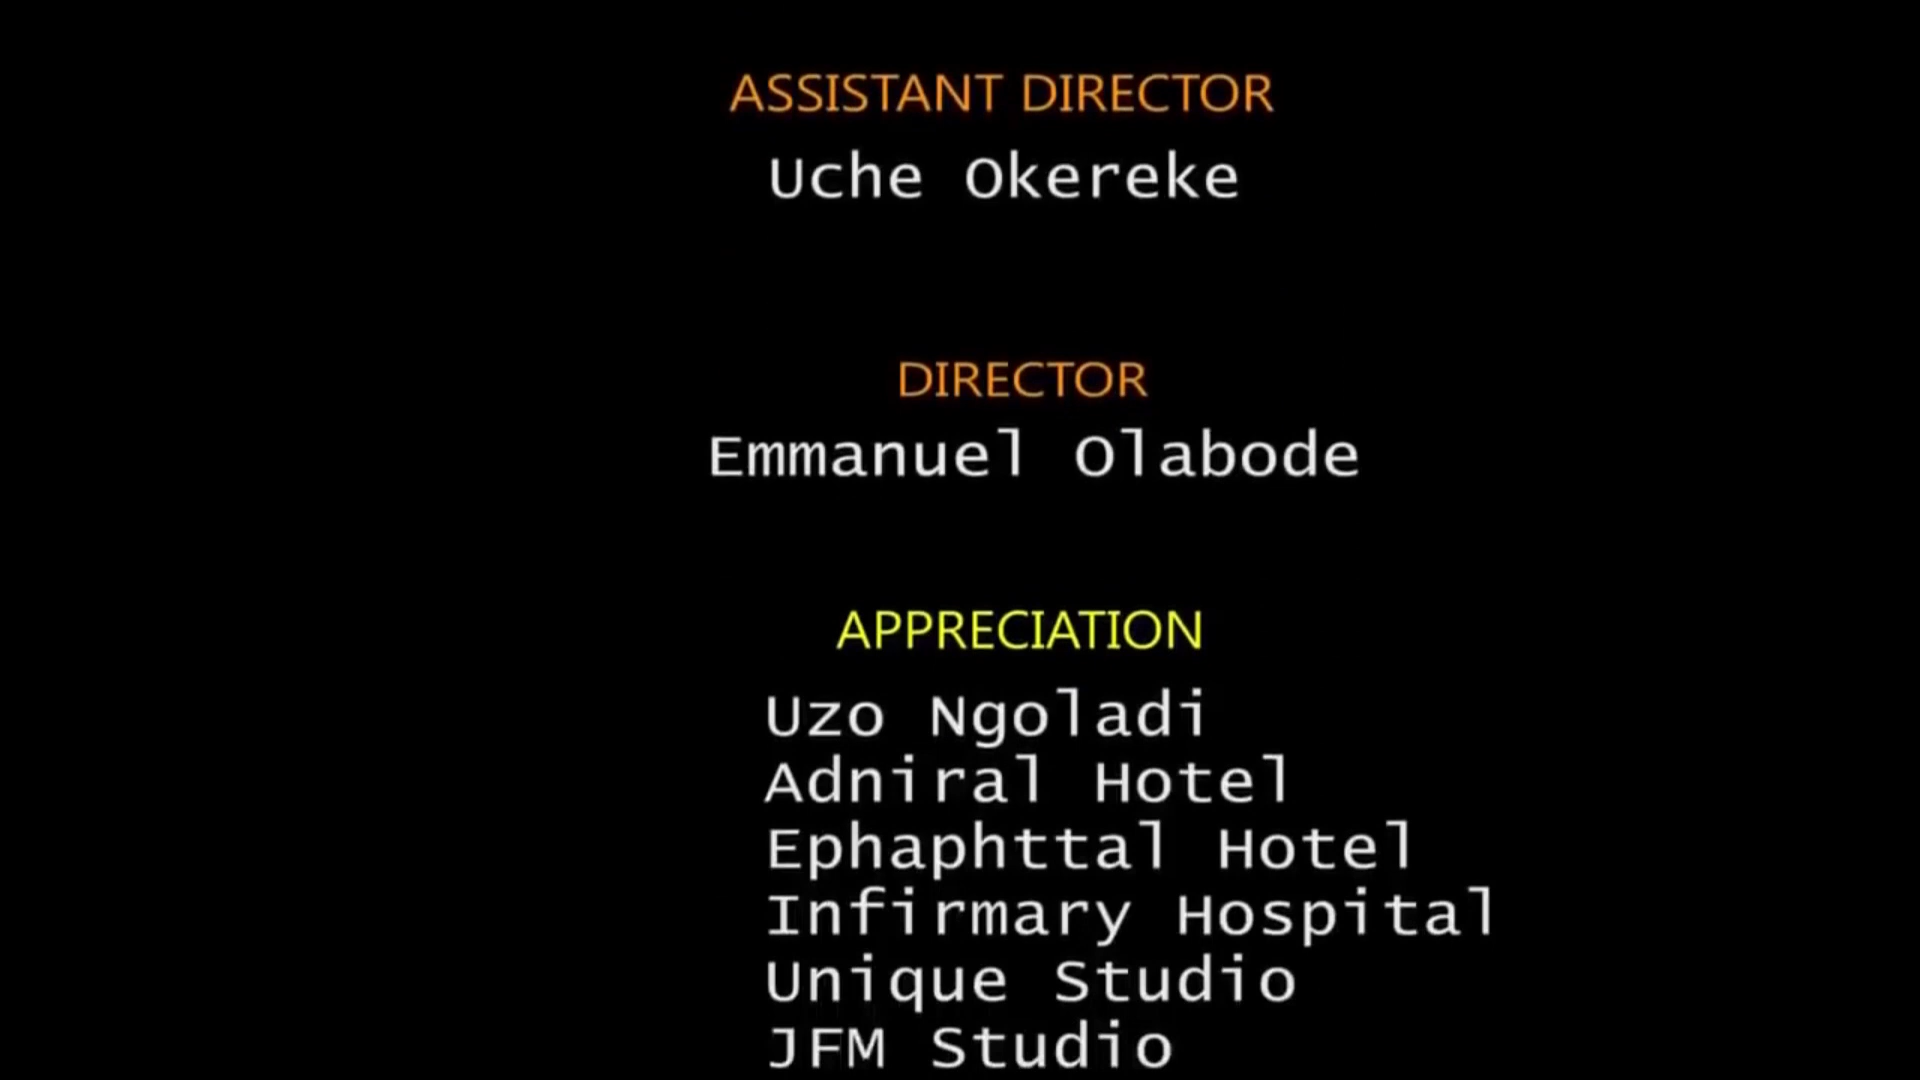 ASSISTANT DIRECTOR
Uche Okereke
DIRECTOR
Emmanuel Olabode
APPRECIATION
Uzo Ngoladi
Adniral Hotel
Ephaphttal Hotel
Infirmary Hospital
Unique Studio
JFM Studio